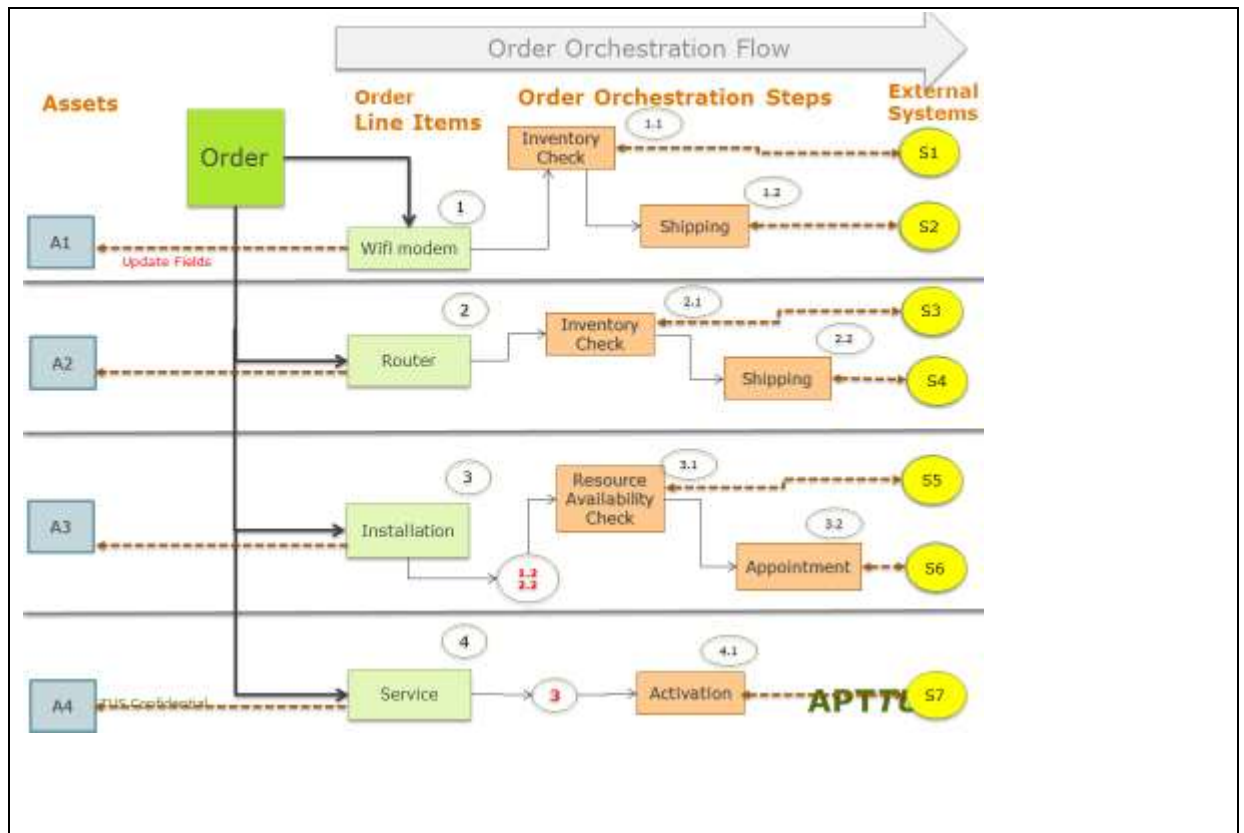 Order Orchestration Flow
Assets
Order
Line Items
Order Orchestration Steps
External
Systems
Order
Inventory
Check
1.1
S1
1
1.2
A1
Wifi modem
Shipping
S2
Update Fields
2
Inventory
Check
2.1
S3
A2
Router
2.2
Shipping
S4
3
Resource
Availability
Check
3.1
S5
A3
Installation
3.2
1.2
2.2
Appointment
S6
4
4.1
A4
TUS Confidential
Service
3
Activation
APTTU
S7